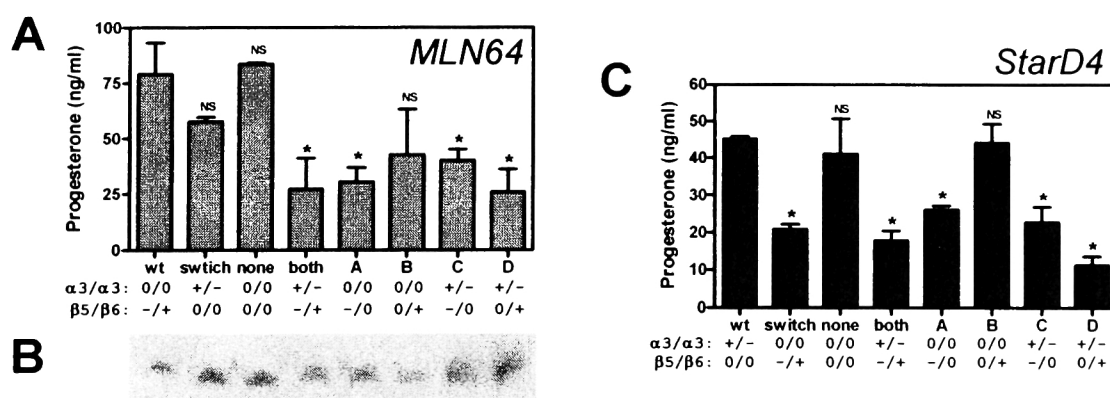 A
MLN64
Progesterone (ng/ml)
100
75
50
25
0
NS
NS
*
*
NS
*
*
wt swtich none both A B C D
α3/α3: 0/0 +/- 0/0 +/- 0/0 0/0 +/- +/-
β5/β6: -/+ 0/0 0/0 -/+ -/0 0/+ -/0 0/+
B
C
StarD4
Progesterone (ng/ml)
60
50
40
30
20
10
0
*
NS
*
*
NS
*
*
wt switch none both A B C D
α3/α3: +/- 0/0 0/0 +/- 0/0 0/0 +/- +/-
β5/β6: 0/0 -/+ 0/0 -/+ -/0 0/+ -/0 0/+